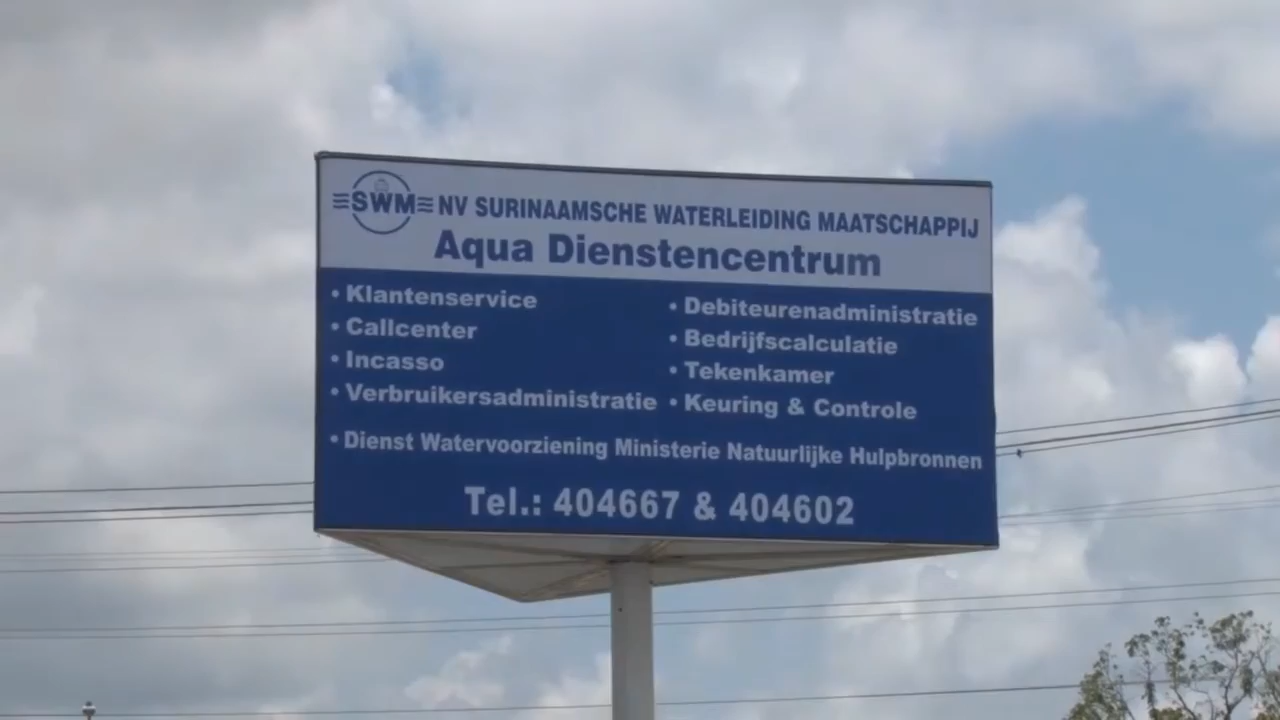 SWM NV SURINAAMSCHE WATERLEIDING MAATSCHAPPIJ
Aqua Dienstencentrum
• Klantenservice
• Callcenter
• Incasso
• Verbruikersadministratie
• Debiteurenadministratie
• Bedrijfscalculatie
• Tekenkamer
• Keuring & Controle
• Dienst Watervoorziening Ministerie Natuurlijke Hulpbronnen
Tel.: 404667 & 404602